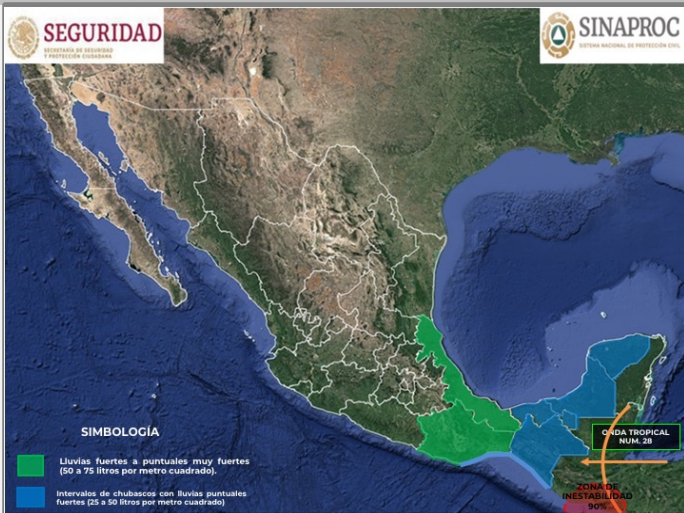 SEGURIDAD
SECRETARÍA DE SEGURIDAD
Y PROTECCIÓN CIUDADANA
SINAPROC
SISTEMA NACIONAL DE PROTECCIÓN CIVIL
SIMBOLOGÍA
Lluvias fuertes a puntuales muy fuertes
(50 a 75 litros por metro cuadrado).
Intervalos de chubascos con lluvias puntuales
fuertes (25 a 50 litros por metro cuadrado)
ONDA TROPICAL
NUM. 28
ZONA DE
INESTABILIDAD
90%